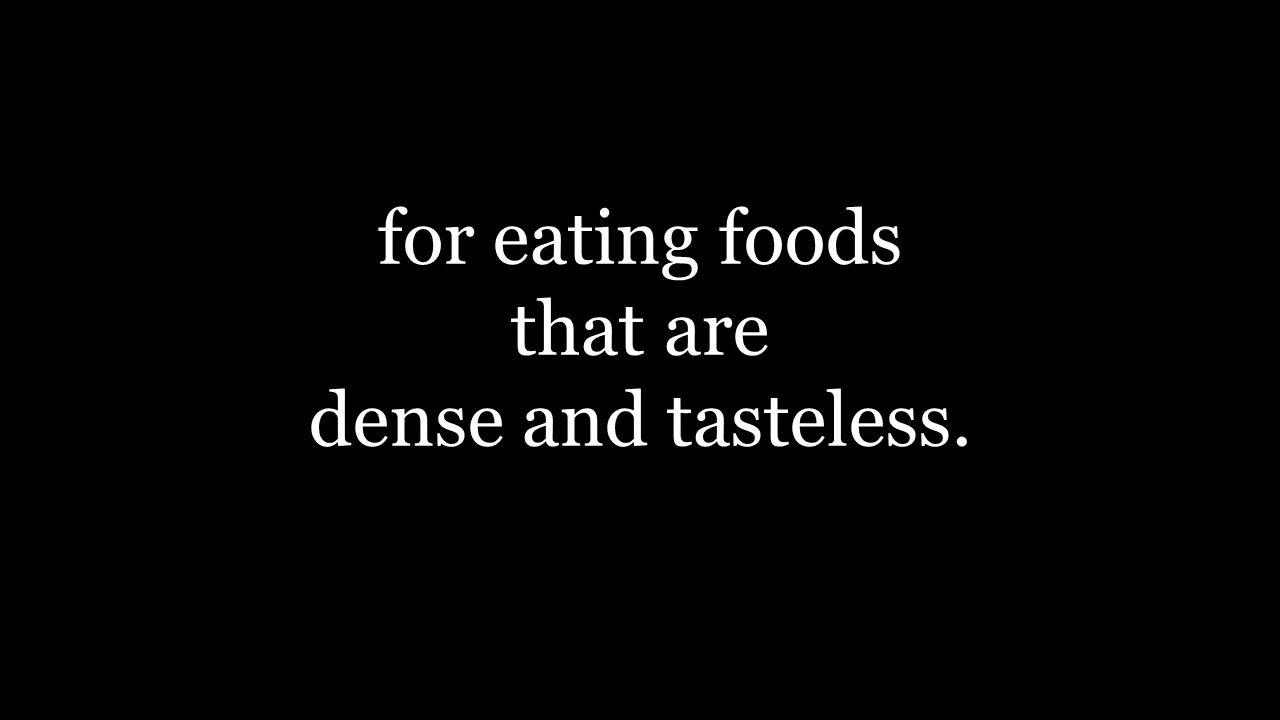 for eating foods
that are
dense and tasteless.